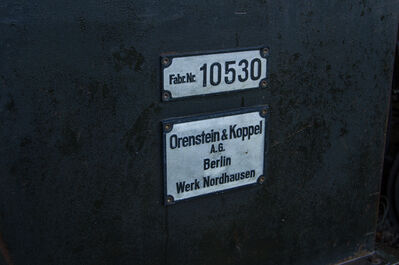 Fabr.Nr. 10530
Orenstein & Koppel
A.G.
Berlin
Werk Nordhausen